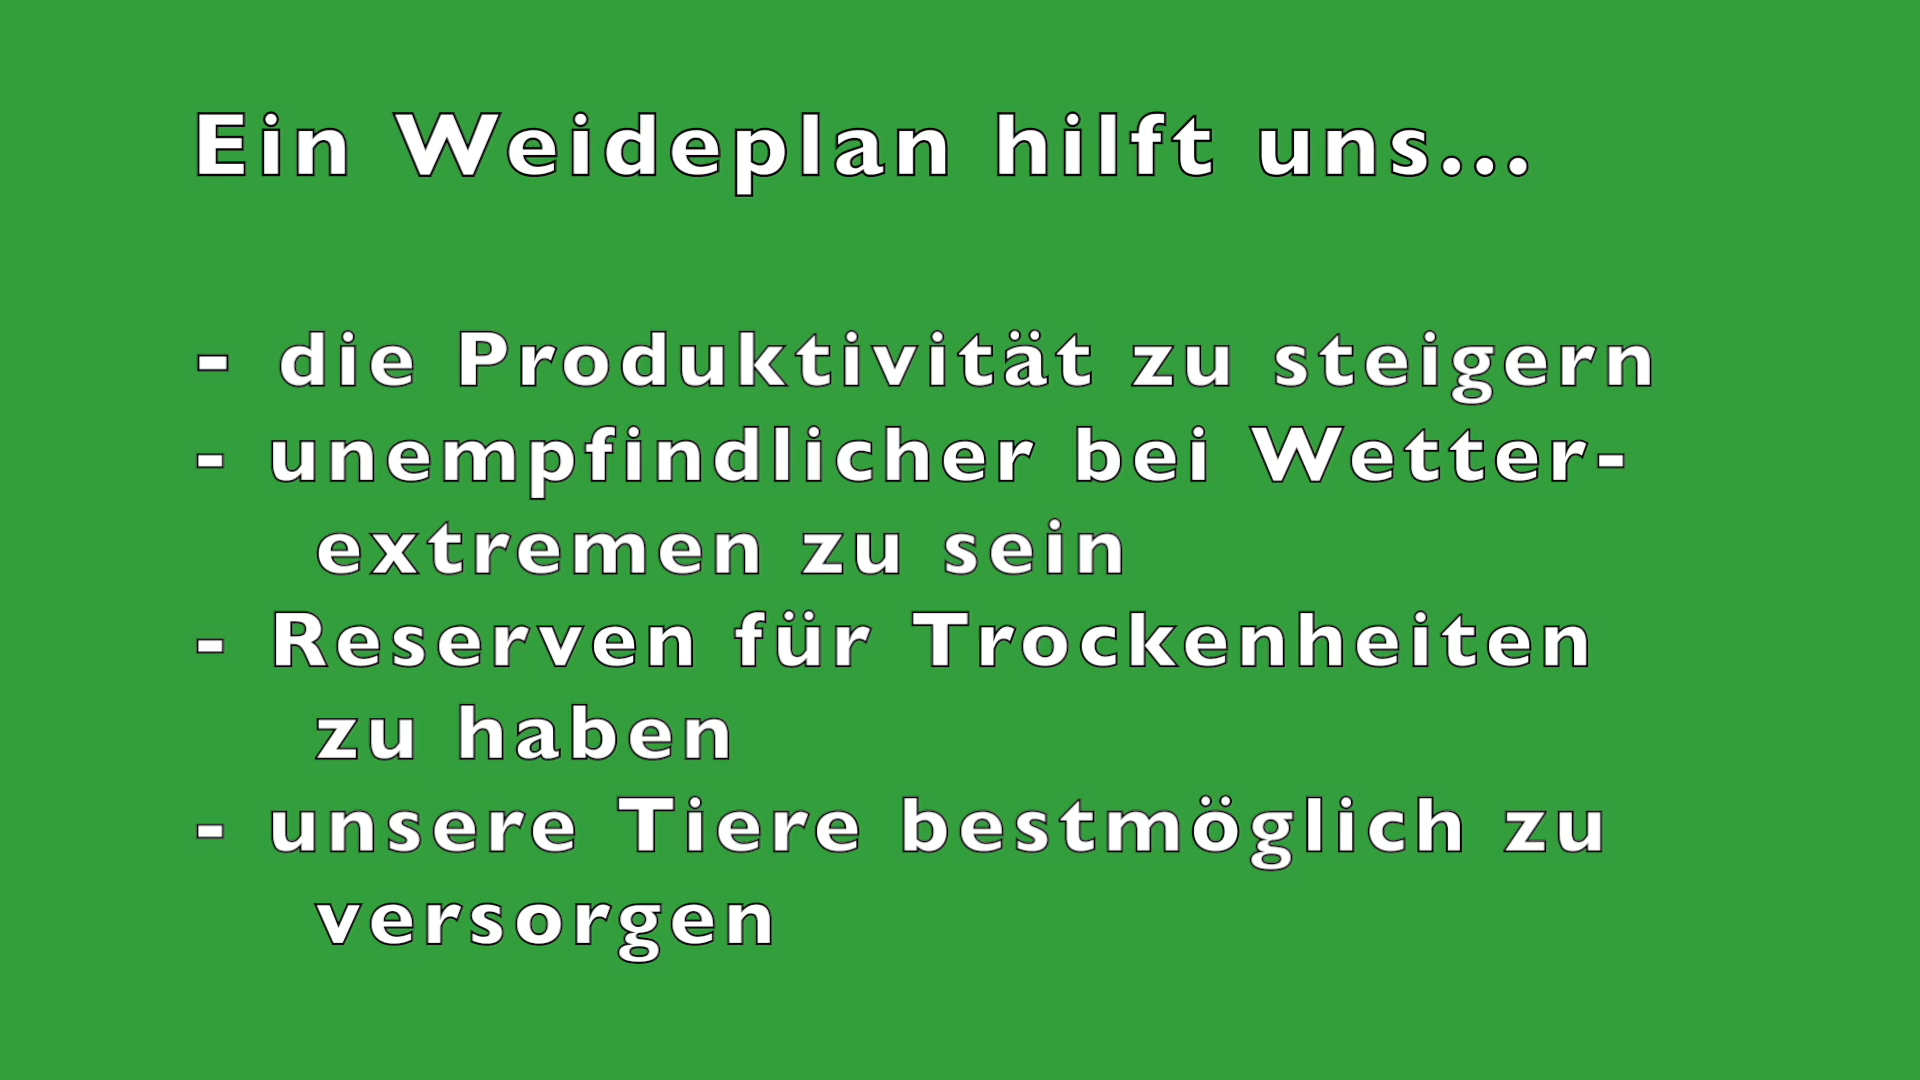 Ein Weideplan hilft uns...
- die Produktivität zu steigern
- unempfindlicher bei Wetter-
extremen zu sein
- Reserven für Trockenheiten
zu haben
- unsere Tiere bestmöglich zu
versorgen